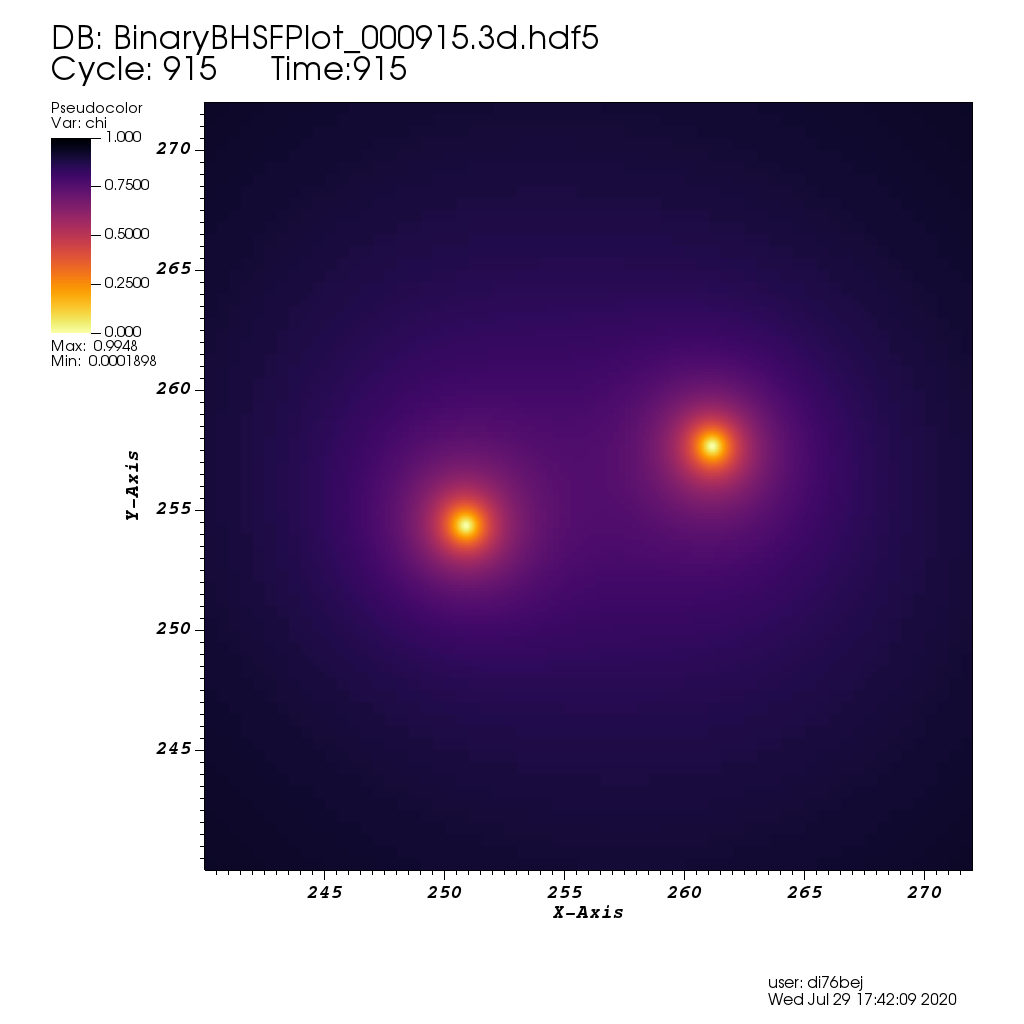 DB: BinaryBHSFPlot_000915.3d.hdf5
Cycle: 915 Time:915
Pseudocolor
Var: chi
1.000
0.7500
0.5000
0.2500
0.000
Max: 0.9948
Min: 0.0001898
270
265
260
255
250
245
Y-Axis
245 250 255 260 265 270
X-Axis
user: di76bej
Wed Jul 29 17:42:09 2020